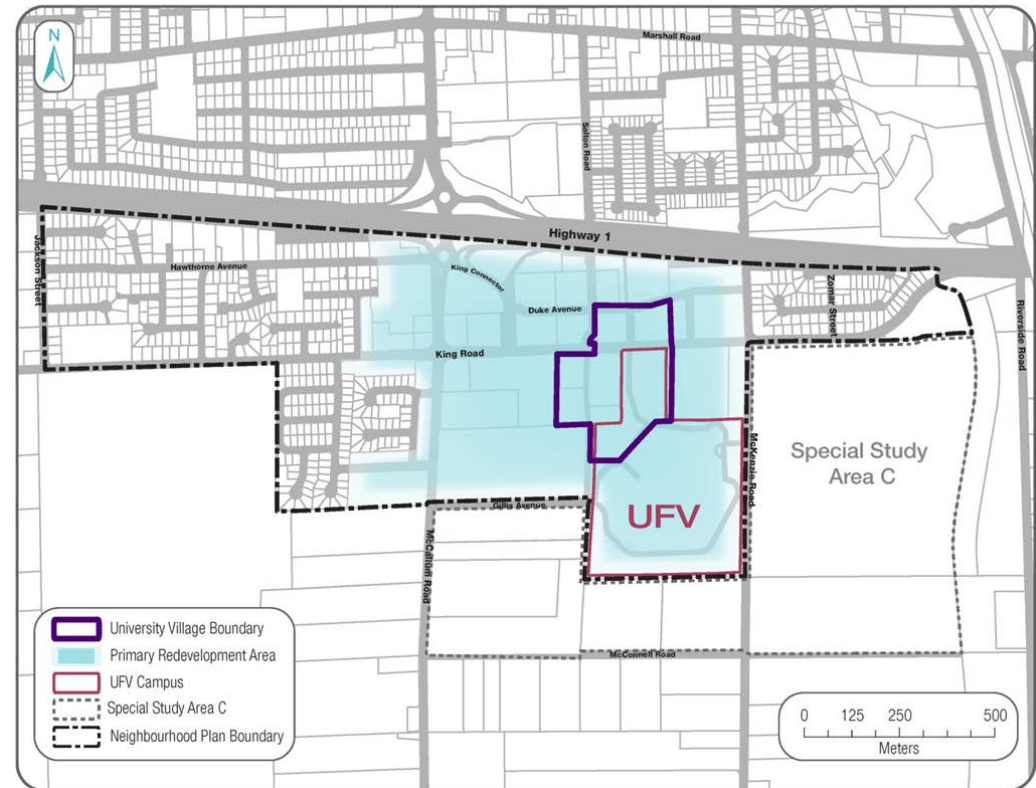 N
Marshall Road
Salton Road
Highway 1
Jackson Street
Hawthorne Avenue
King Connector
Duke Avenue
Zomar Street
Riverside Road
King Road
McKenzie Road
Special Study
Area C
UFV
Gillis Avenue
McCallum Road
McConnell Road
University Village Boundary
Primary Redevelopment Area
UFV Campus
Special Study Area C
Neighbourhood Plan Boundary
0 125 250 500
Meters